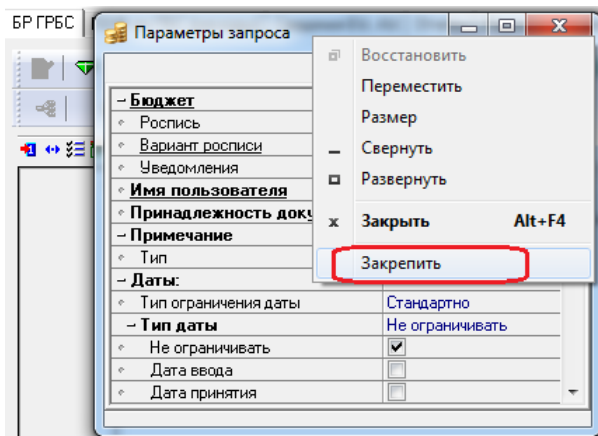 БР ГРБС
Параметры запроса
Восстановить
Переместить
Размер
Свернуть
Развернуть
Закрыть Alt+F4
Закрепить
Бюджет
Роспись
Вариант росписи
Уведомления
Имя пользователя
Принадлежность
Примечание
Тип
Даты:
Тип ограничения даты Стандартно
Тип даты Не ограничивать
Не ограничивать
Дата ввода
Дата принятия